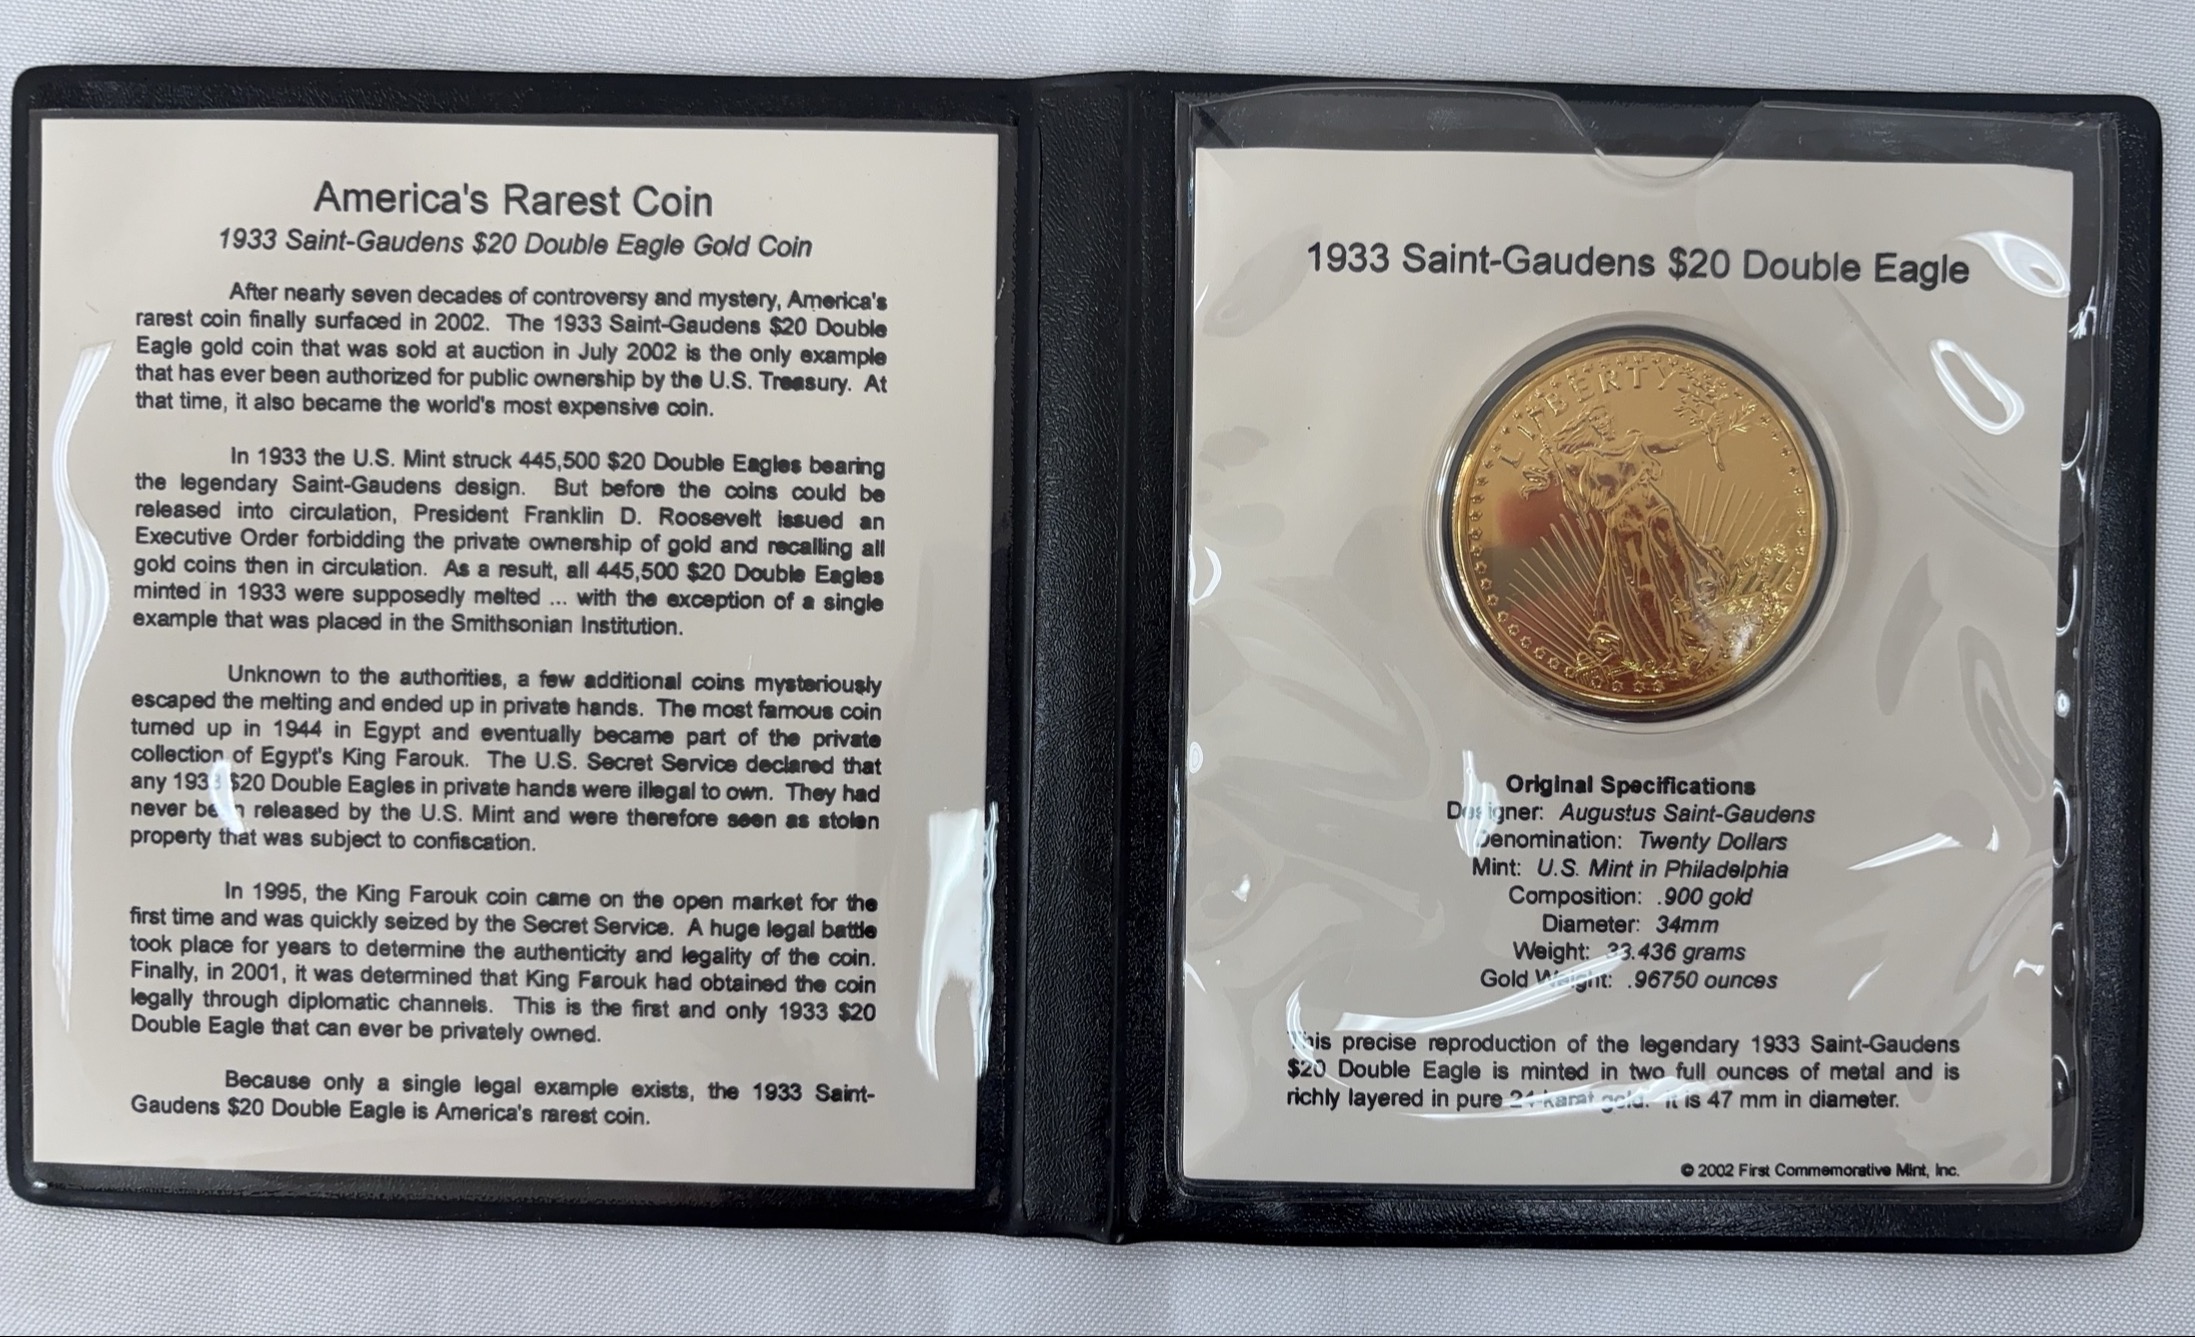 America's Rarest Coin
1933 Saint-Gaudens $20 Double Eagle Gold Coin
After nearly seven decades of controversy and mystery, America's
rarest coin finally surfaced in 2002. The 1933 Saint-Gaudens $20 Double
Eagle gold coin that was sold at auction in July 2002 is the only example
that has ever been authorized for public ownership by the U.S. Treasury. At
that time, it also became the world's most expensive coin.
In 1933 the U.S. Mint struck 445,500 $20 Double Eagles bearing
the legendary Saint-Gaudens design. But before the coins could be
released into circulation, President Franklin D. Roosevelt issued an
Executive Order forbidding the private ownership of gold and recalling all
gold coins then in circulation. As a result, all 445,500 $20 Double Eagles
minted in 1933 were supposedly melted ... with the exception of a single
example that was placed in the Smithsonian Institution.
Unknown to the authorities, a few additional coins mysteriously
escaped the melting and ended up in private hands. The most famous coin
turned up in 1944 in Egypt and eventually became part of the private
collection of Egypt's King Farouk. The U.S. Secret Service declared that
any 1933 $20 Double Eagles in private hands were illegal to own. They had
never been released by the U.S. Mint and were therefore seen as stolen
property that was subject to confiscation.
In 1995, the King Farouk coin came on the open market for the
first time and was quickly seized by the Secret Service. A huge legal battle
took place for years to determine the authenticity and legality of the coin.
Finally, in 2001, it was determined that King Farouk had obtained the coin
legally through diplomatic channels. This is the first and only 1933 $20
Double Eagle that can ever be privately owned.
Because only a single legal example exists, the 1933 Saint-
Gaudens $20 Double Eagle is America's rarest coin.
1933 Saint-Gaudens $20 Double Eagle
LIBERTY
Original Specifications
Designer: Augustus Saint-Gaudens
Denomination: Twenty Dollars
Mint: U.S. Mint in Philadelphia
Composition: .900 gold
Diameter: 34mm
Weight: 33.436 grams
Gold Weight: .96750 ounces
This precise reproduction of the legendary 1933 Saint-Gaudens
$20 Double Eagle is minted in two full ounces of metal and is
richly layered in pure 24-karat gold. It is 47 mm in diameter.
© 2002 First Commemorative Mint, Inc.